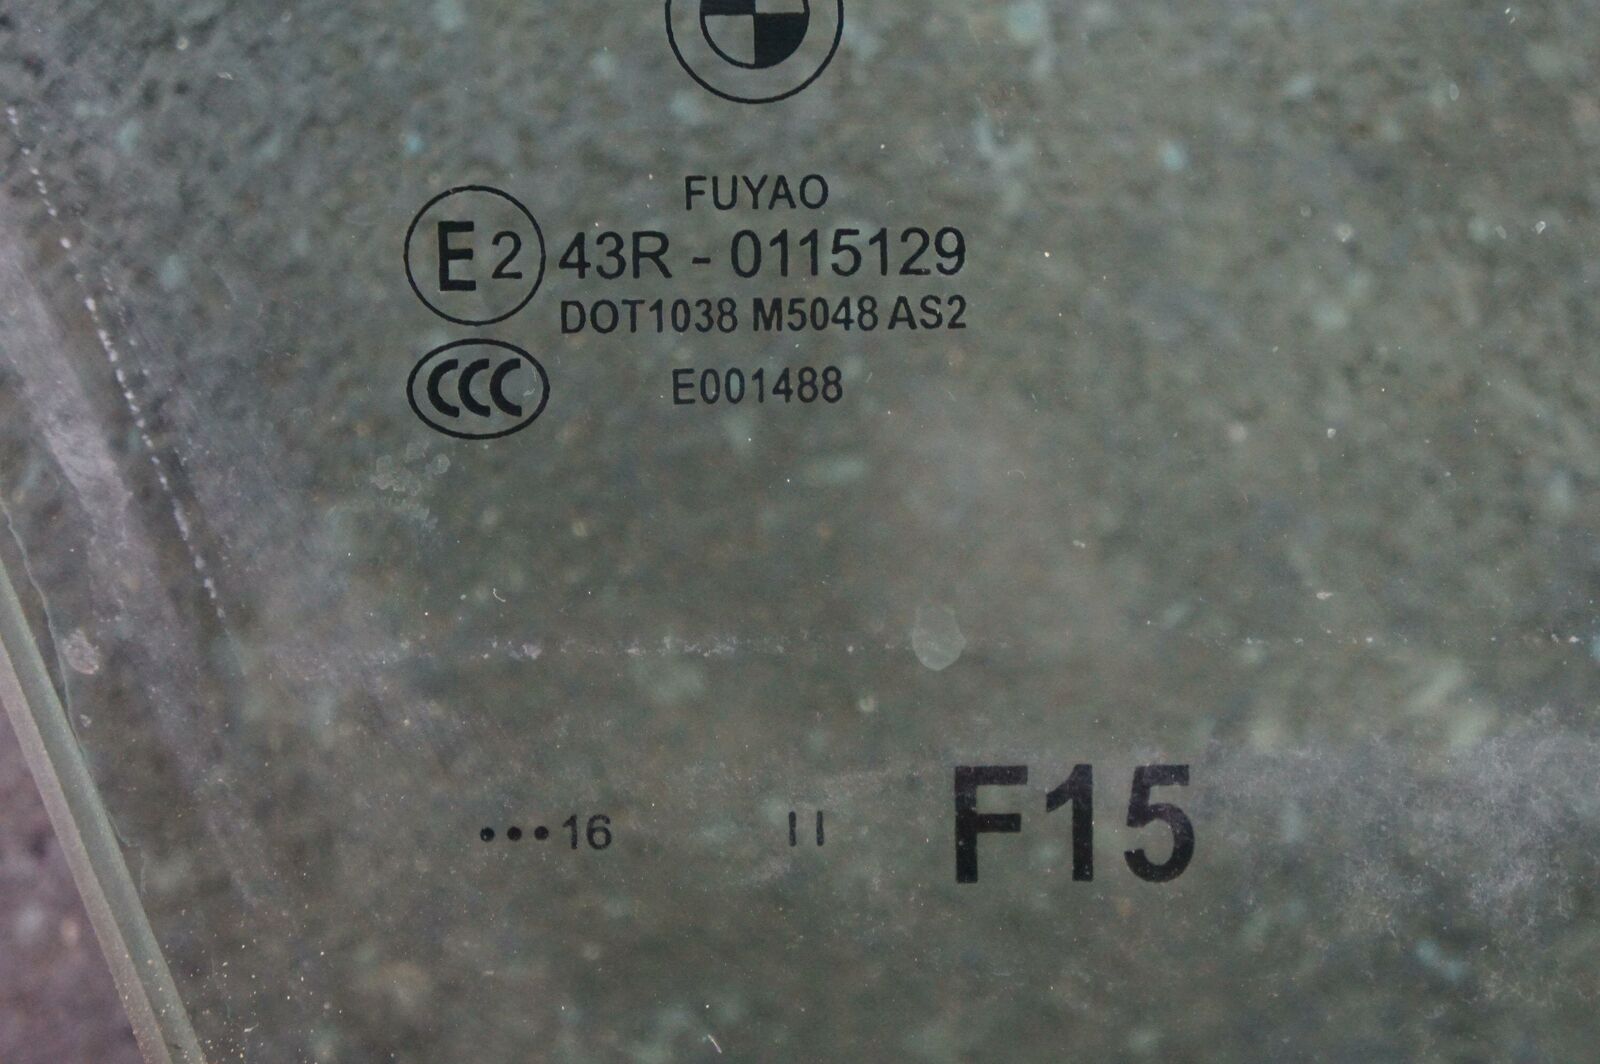 FUYAO
E2 43R - 0115129
DOT1038 M5048 AS2
CCC E001488
•••16 II F15